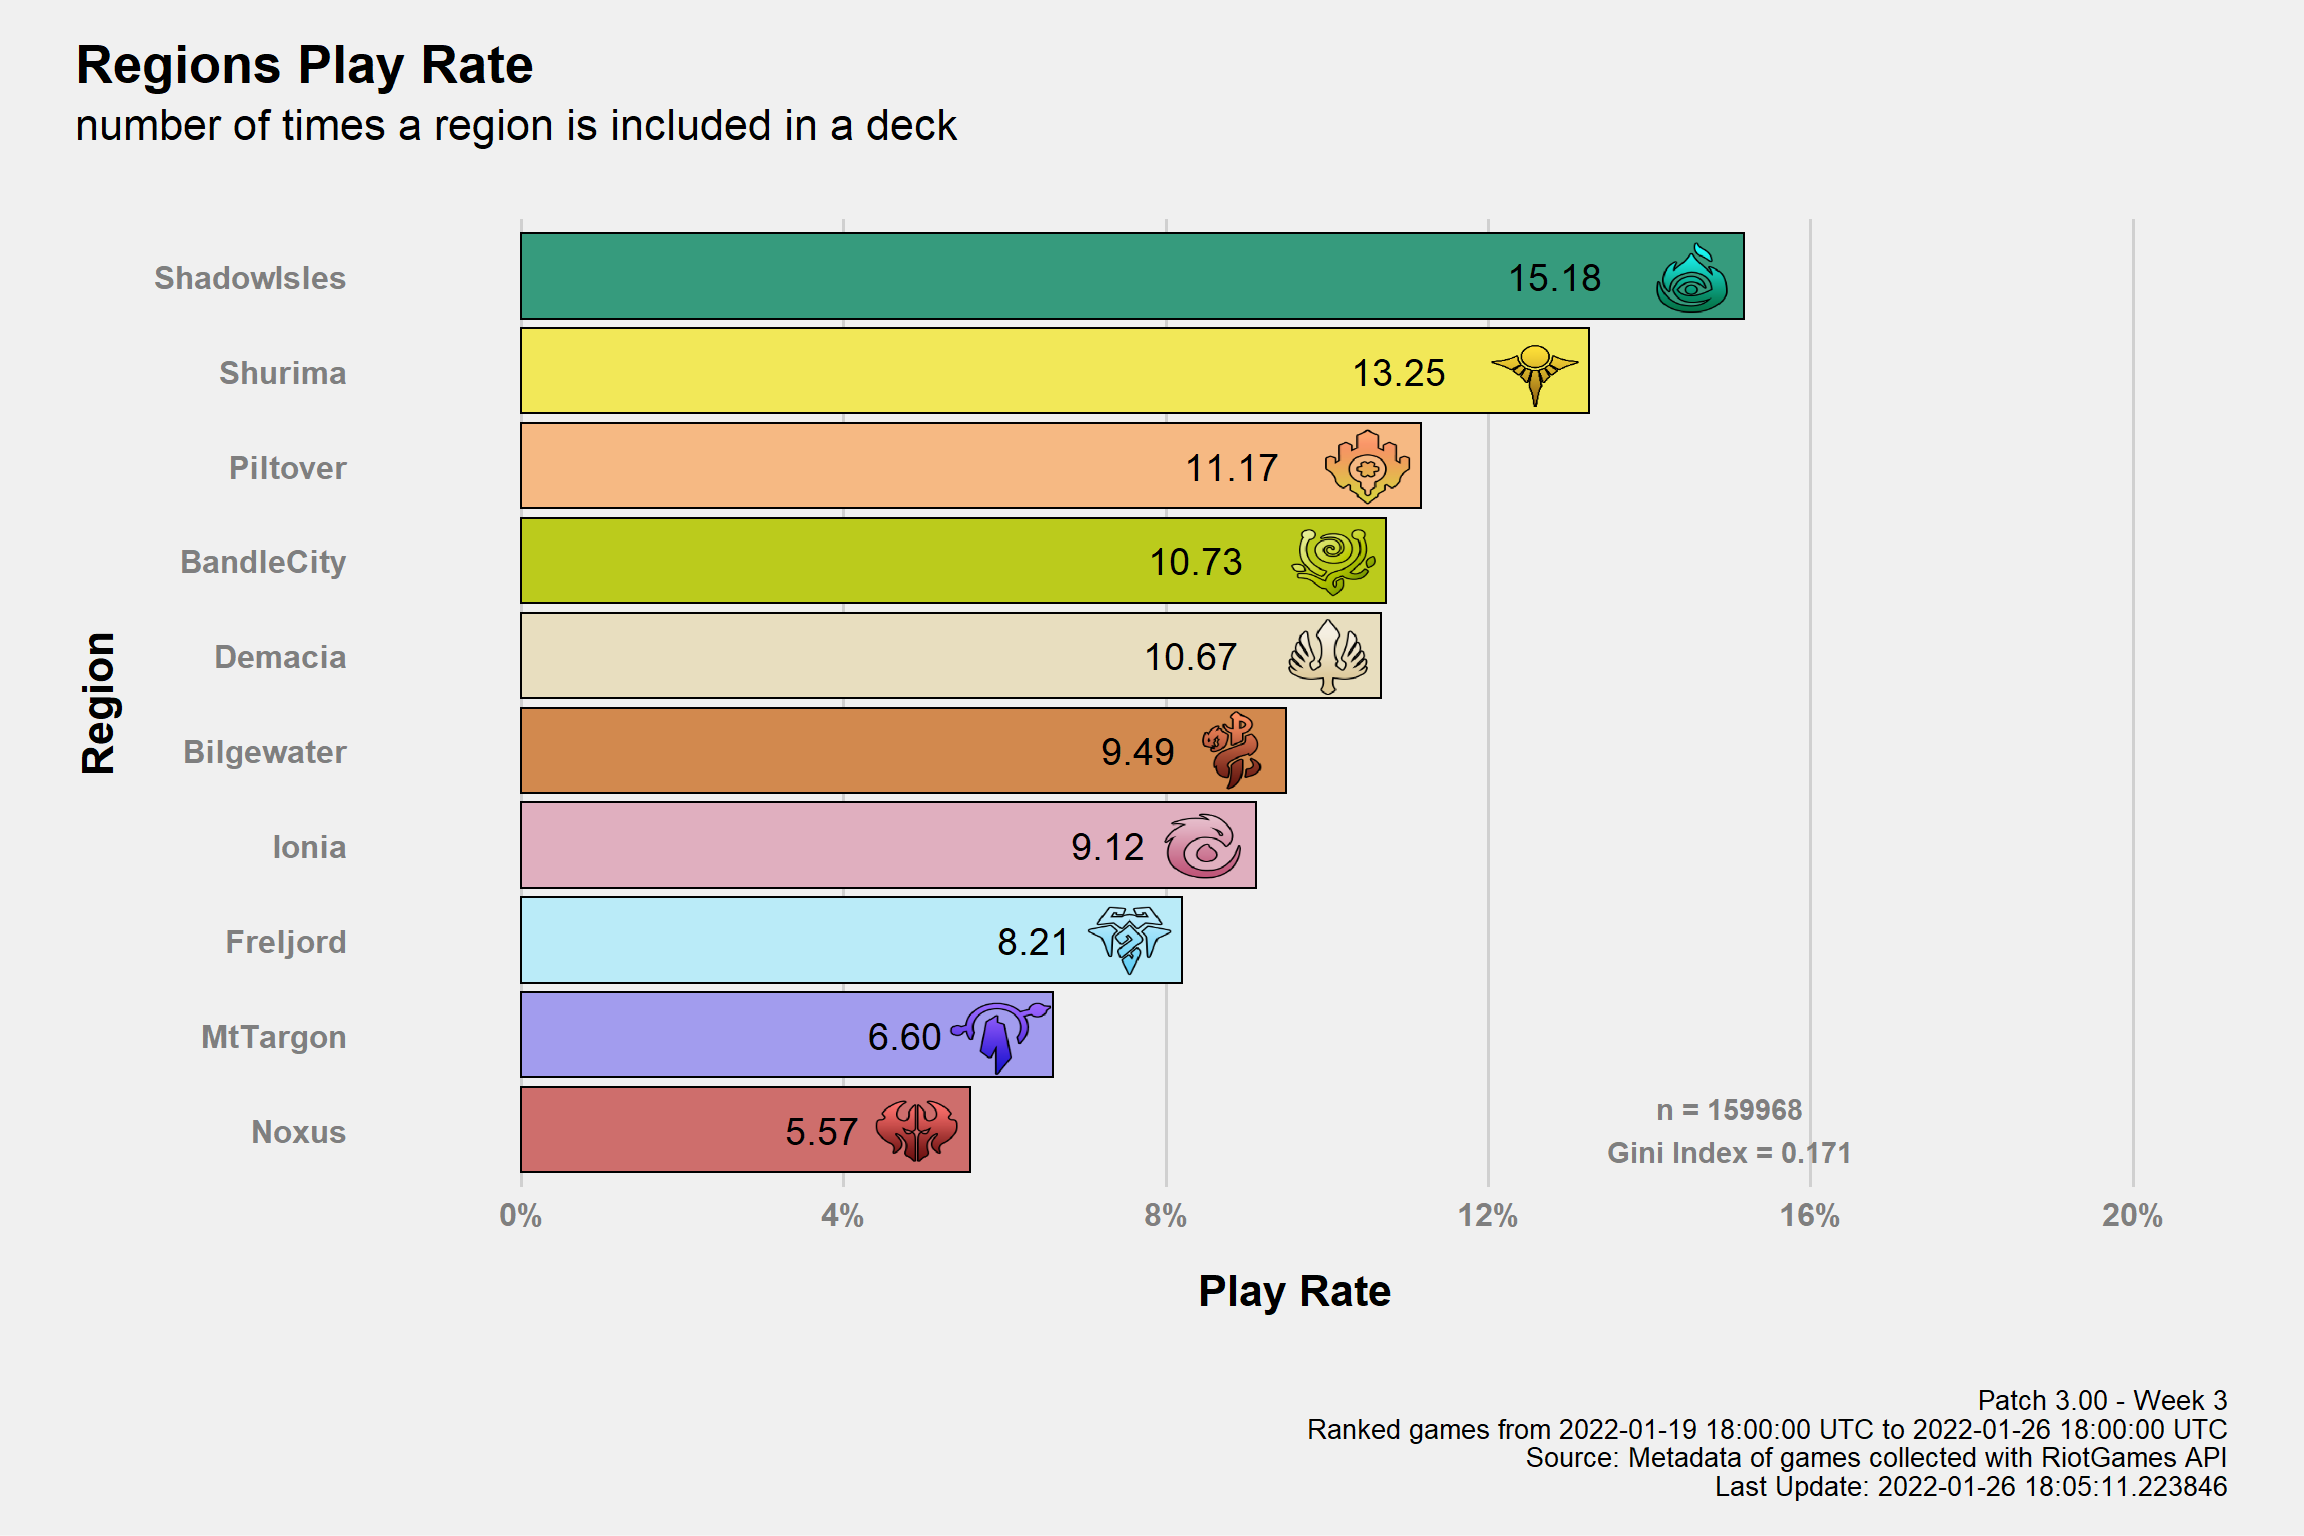 Regions Play Rate
number of times a region is included in a deck
Region
ShadowIsles 15.18
Shurima 13.25
Piltover 11.17
BandleCity 10.73
Demacia 10.67
Bilgewater 9.49
Ionia 9.12
Freljord 8.21
MtTargon 6.60
Noxus 5.57
n = 159968
Gini Index = 0.171
0% 4% 8% 12% 16% 20%
Play Rate
Patch 3.00 - Week 3
Ranked games from 2022-01-19 18:00:00 UTC to 2022-01-26 18:00:00 UTC
Source: Metadata of games collected with RiotGames API
Last Update: 2022-01-26 18:05:11.223846